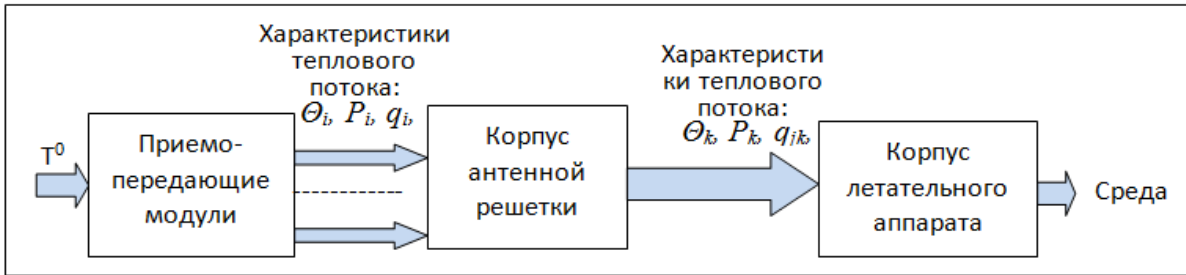 Характеристики
теплового
потока:
Θi, Pi, qi,
Характеристи
ки теплового
потока:
Θk, Pk, qjk,
T⁰
Приемо-
передающие
модули
Корпус
антенной
решетки
Корпус
летательного
аппарата
Среда